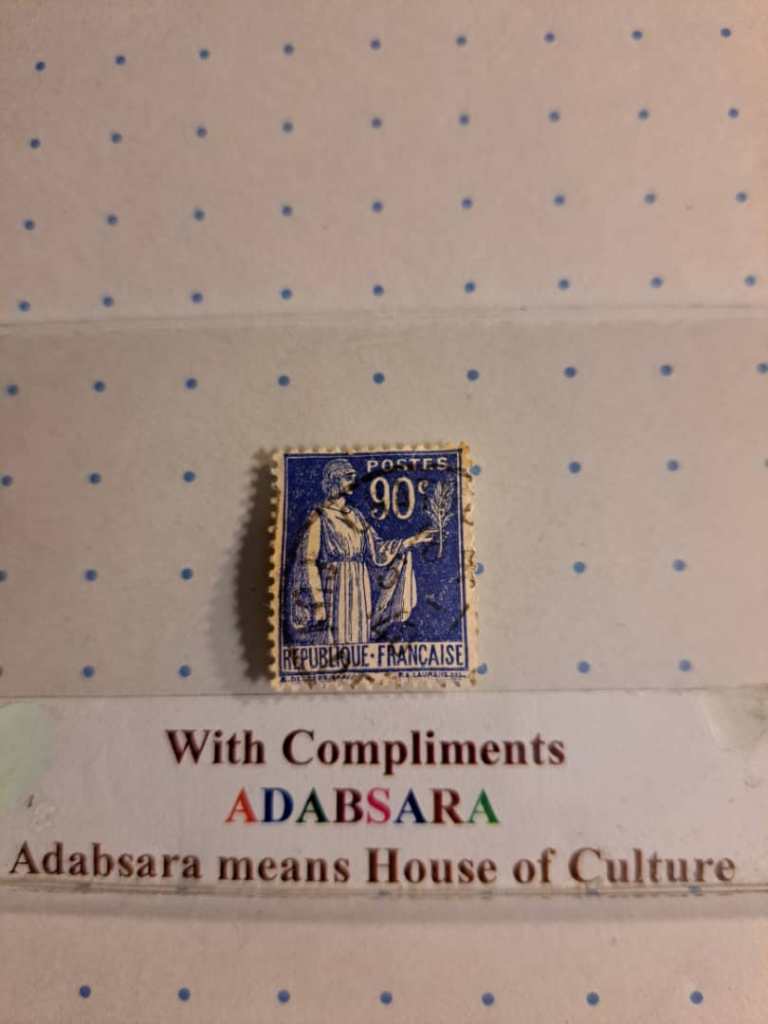 POSTES
90c
REPUBLIQUE·FRANÇAISE
With Compliments
ADABSARA
Adabsara means House of Culture